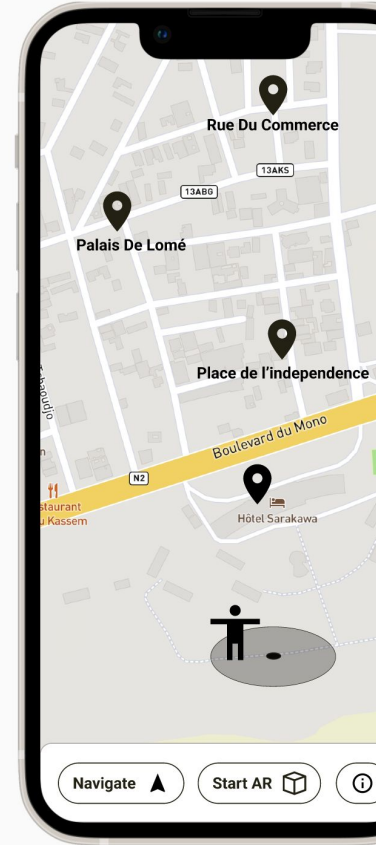 Rue Du Commerce
13AKS
13ABG
Palais De Lomé
Place de l’independence
Boulevard du Mono
N2
Kassem
Hôtel Sarakawa
Navigate
Start AR